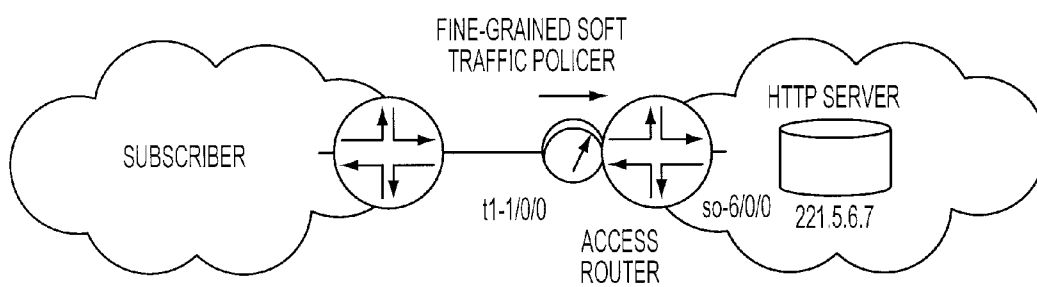 FINE-GRAINED SOFT
TRAFFIC POLICER
SUBSCRIBER
HTTP SERVER
t1-1/0/0
so-6/0/0
221.5.6.7
ACCESS
ROUTER